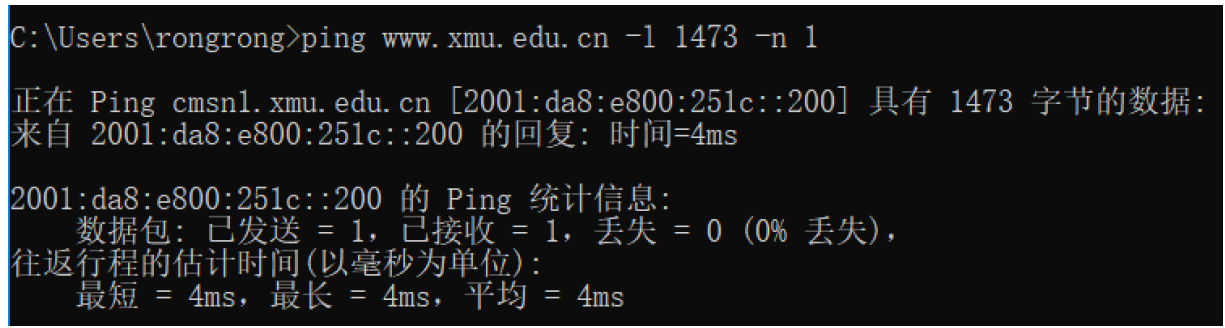 C:\Users\rongrong>ping www.xmu.edu.cn -l 1473 -n 1
正在 Ping cmsn1.xmu.edu.cn [2001:da8:e800:251c::200] 具有 1473 字节的数据:
来自 2001:da8:e800:251c::200 的回复: 时间=4ms
2001:da8:e800:251c::200 的 Ping 统计信息:
数据包: 已发送 = 1，已接收 = 1，丢失 = 0 (0% 丢失)，
往返行程的估计时间(以毫秒为单位):
最短 = 4ms，最长 = 4ms，平均 = 4ms